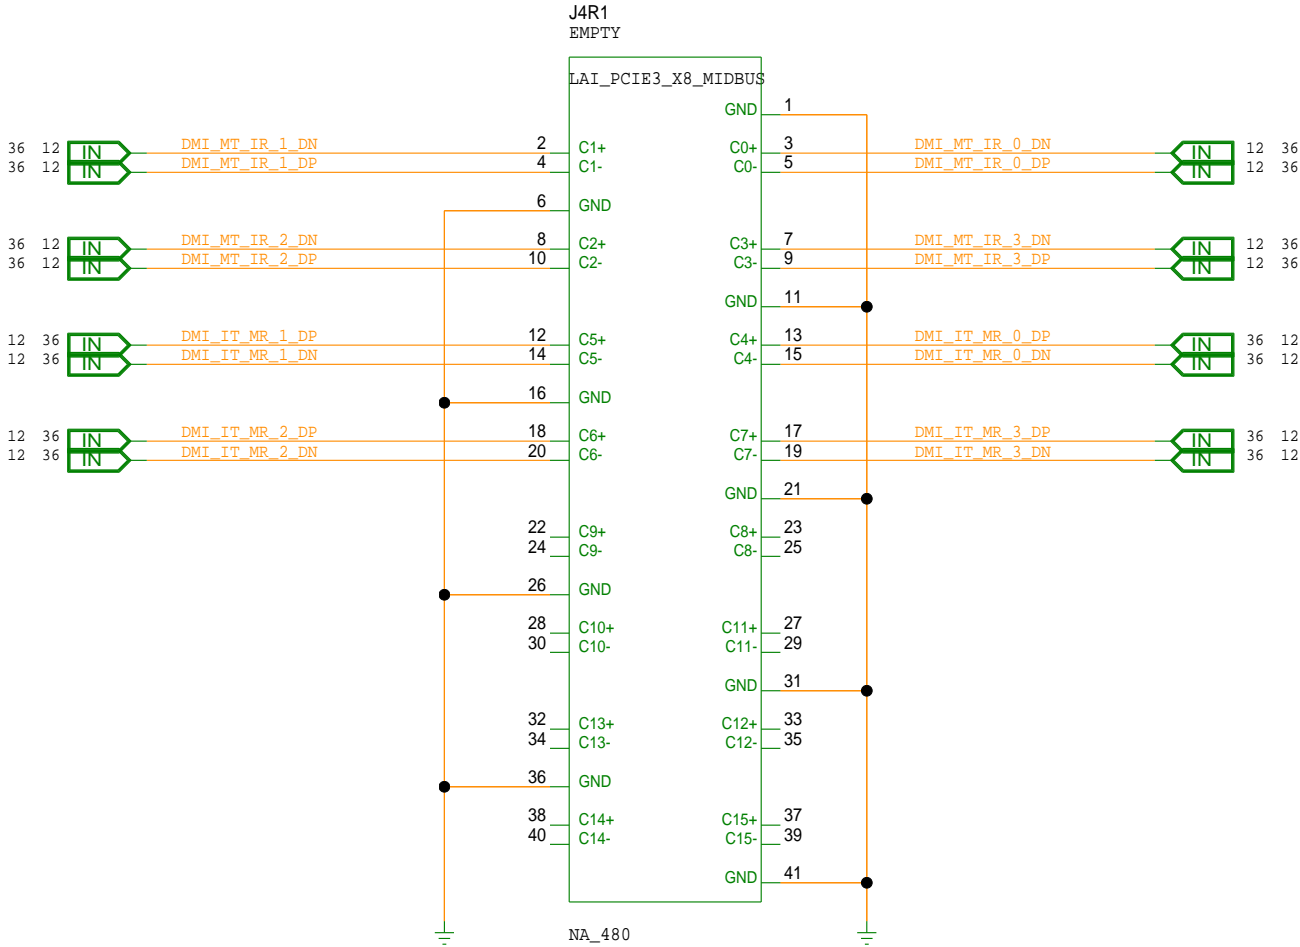 J4R1
EMPTY
LAI_PCIE3_X8_MIDBUS
GND 1
36 12 IN DMI_MT_IR_1_DN 2 C1+ C0+ 3 DMI_MT_IR_0_DN IN 12 36
36 12 IN DMI_MT_IR_1_DP 4 C1- C0- 5 DMI_MT_IR_0_DP IN 12 36
6 GND
36 12 IN DMI_MT_IR_2_DN 8 C2+ C3+ 7 DMI_MT_IR_3_DN IN 12 36
36 12 IN DMI_MT_IR_2_DP 10 C2- C3- 9 DMI_MT_IR_3_DP IN 12 36
GND 11
12 36 IN DMI_IT_MR_1_DP 12 C5+ C4+ 13 DMI_IT_MR_0_DP IN 36 12
12 36 IN DMI_IT_MR_1_DN 14 C5- C4- 15 DMI_IT_MR_0_DN IN 36 12
16 GND
12 36 IN DMI_IT_MR_2_DP 18 C6+ C7+ 17 DMI_IT_MR_3_DP IN 36 12
12 36 IN DMI_IT_MR_2_DN 20 C6- C7- 19 DMI_IT_MR_3_DN IN 36 12
GND 21
22 C9+ C8+ 23
24 C9- C8- 25
26 GND
28 C10+ C11+ 27
30 C10- C11- 29
GND 31
32 C13+ C12+ 33
34 C13- C12- 35
36 GND
38 C14+ C15+ 37
40 C14- C15- 39
GND 41
NA_480